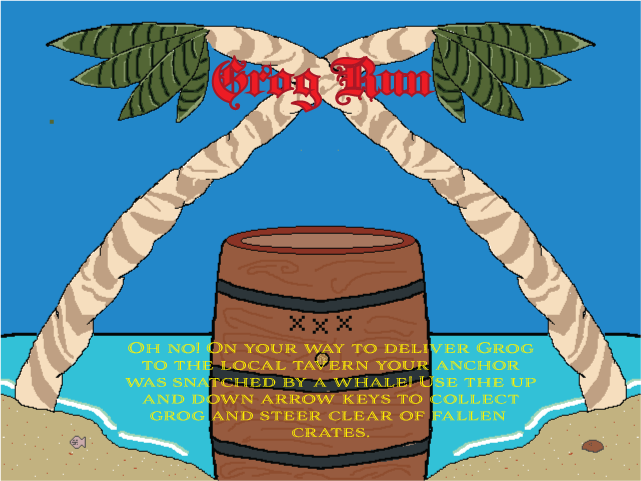 Grog Run
XXX
Oh no! On your way to deliver Grog
to the local tavern your anchor
was snatched by a whale! Use the up
and down arrow keys to collect
grog and steer clear of fallen
crates.